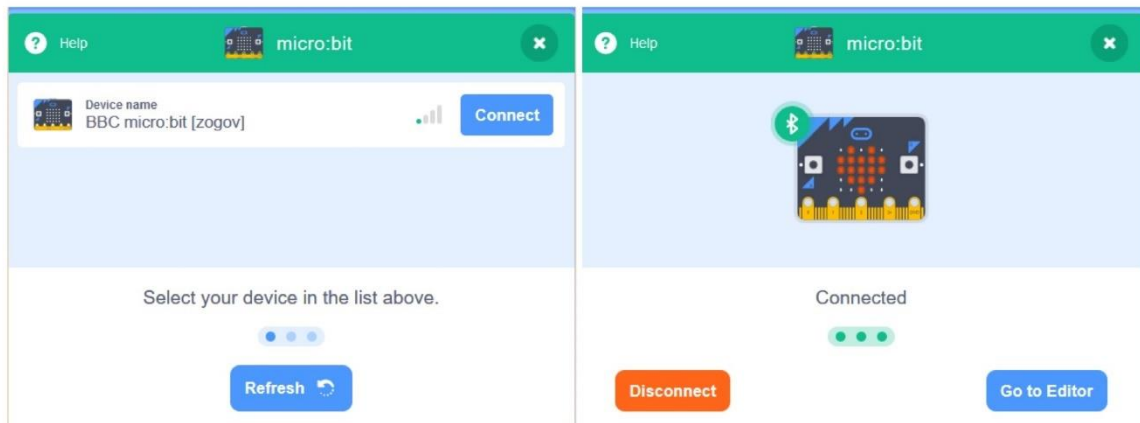 Help
micro:bit
Device name
BBC micro:bit [zogov]
Connect
Select your device in the list above.
Refresh
Help
micro:bit
Connected
Disconnect
Go to Editor